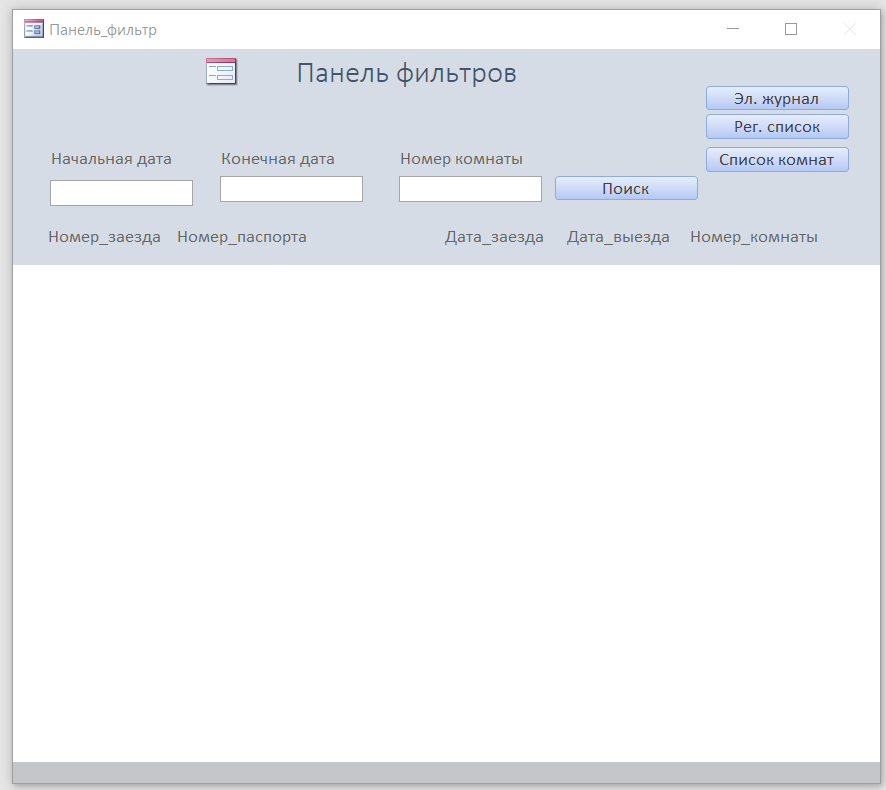 Панель_фильтр
Панель фильтров
Эл. журнал
Рег. список
Список комнат
Начальная дата Конечная дата Номер комнаты
Поиск
Номер_заезда Номер_паспорта Дата_заезда Дата_выезда Номер_комнаты